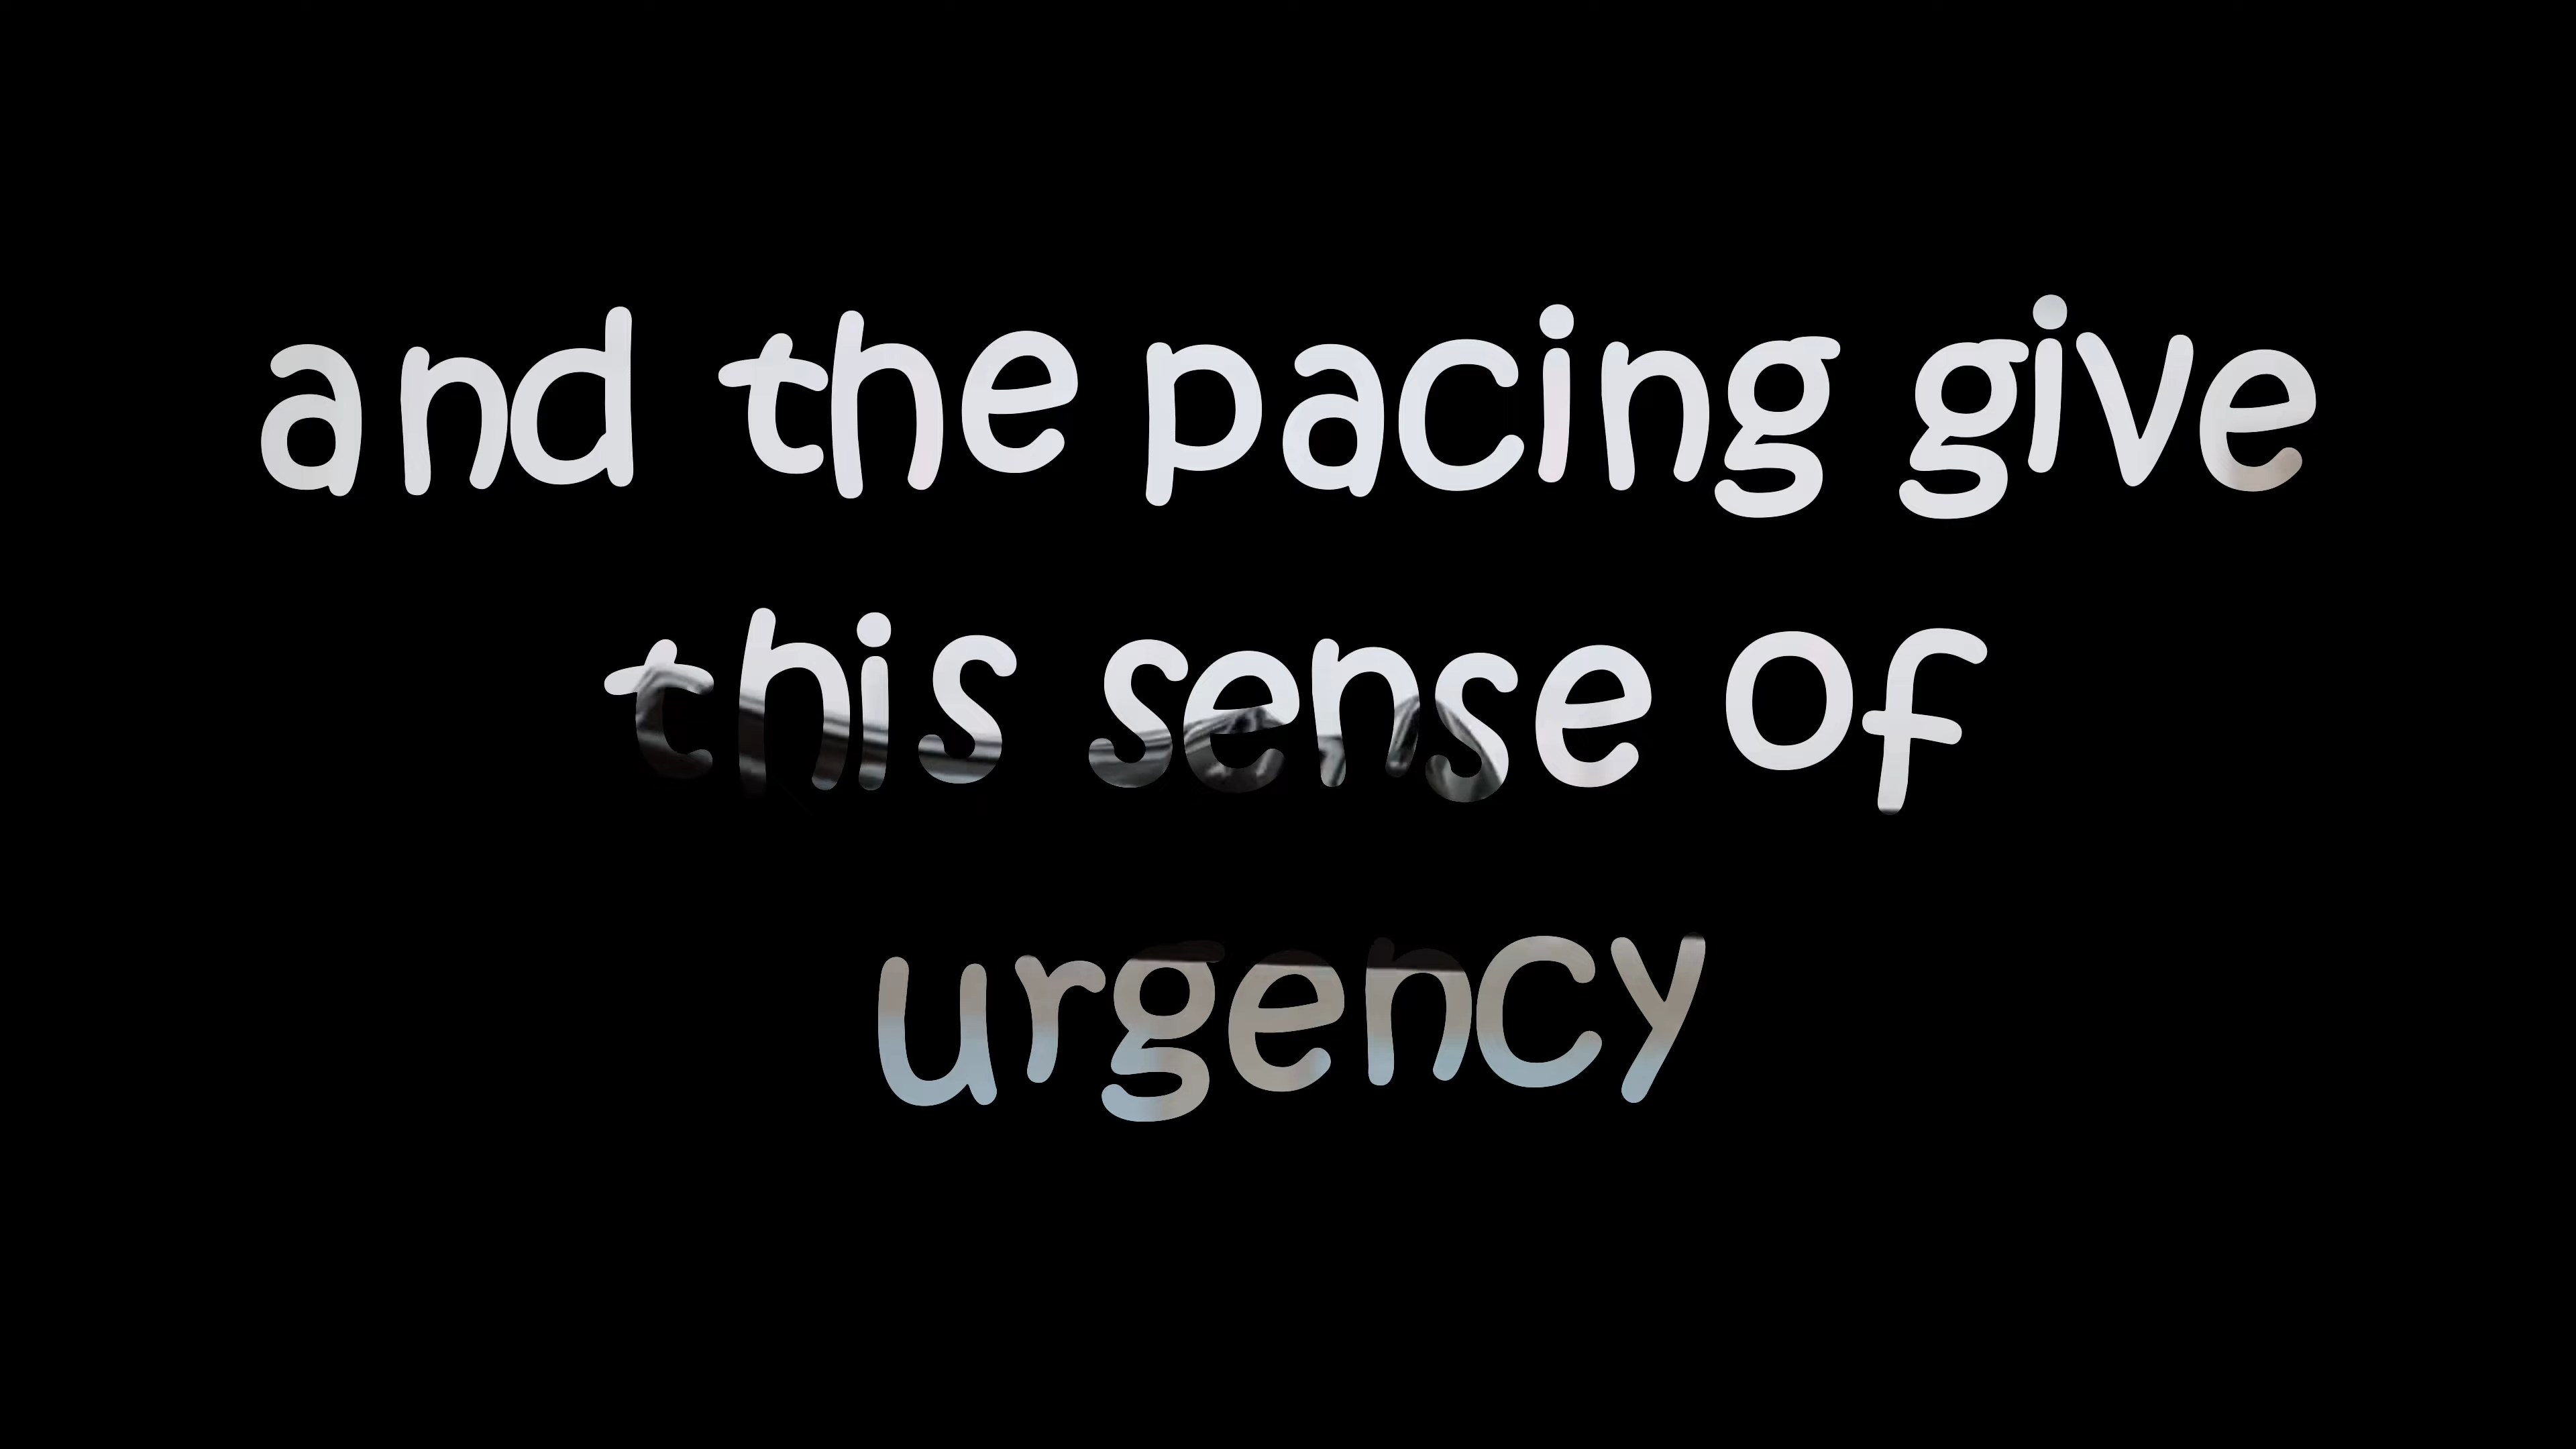 and the pacing give
this sense of
urgency